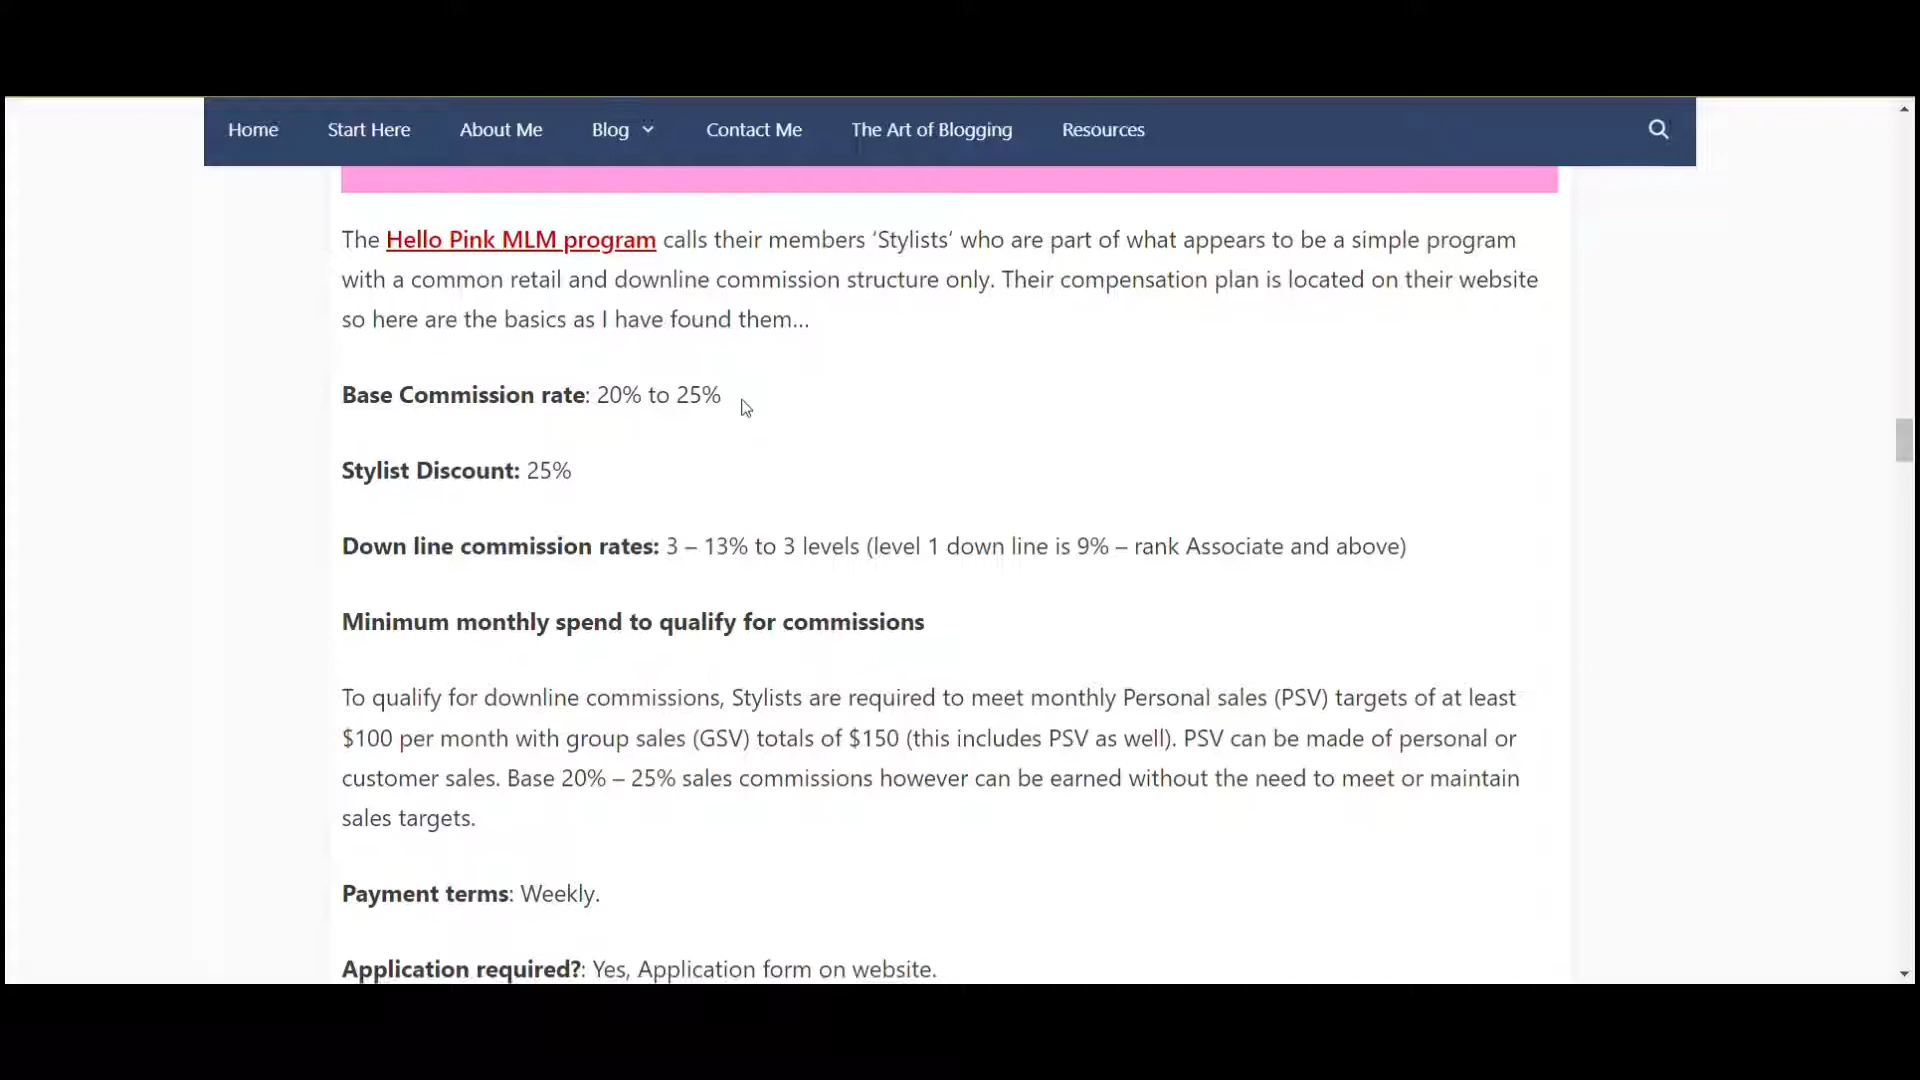 Home Start Here About Me Blog Contact Me The Art of Blogging Resources
The Hello Pink MLM program calls their members ‘Stylists’ who are part of what appears to be a simple program
with a common retail and downline commission structure only. Their compensation plan is located on their website
so here are the basics as I have found them…
Base Commission rate: 20% to 25%
Stylist Discount: 25%
Down line commission rates: 3 – 13% to 3 levels (level 1 down line is 9% – rank Associate and above)
Minimum monthly spend to qualify for commissions
To qualify for downline commissions, Stylists are required to meet monthly Personal sales (PSV) targets of at least
$100 per month with group sales (GSV) totals of $150 (this includes PSV as well). PSV can be made of personal or
customer sales. Base 20% – 25% sales commissions however can be earned without the need to meet or maintain
sales targets.
Payment terms: Weekly.
Application required?: Yes, Application form on website.